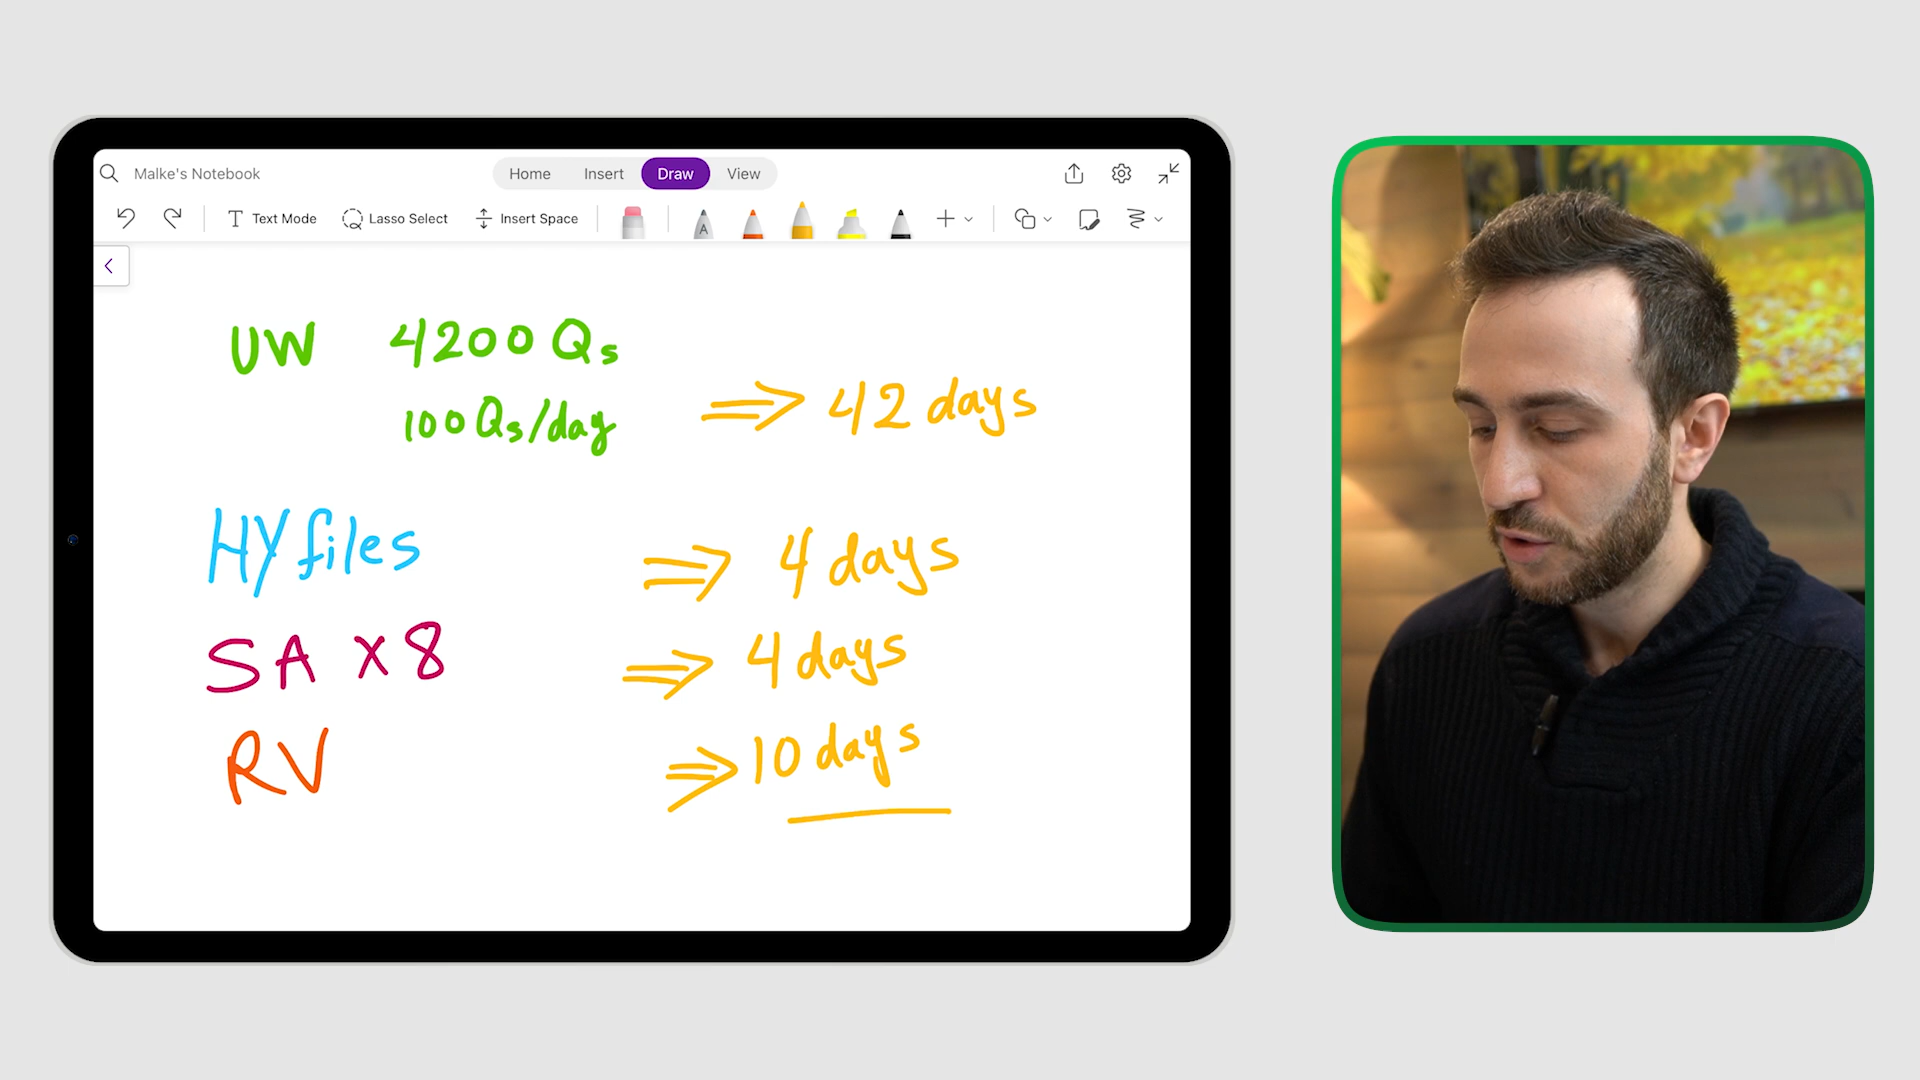 Malke's Notebook
Home Insert Draw View
Text Mode Lasso Select Insert Space
A
UW 4200 Qs
100 Qs/day ⇒ 42 days
HY files ⇒ 4 days
SA x 8 ⇒ 4 days
RV ⇒ 10 days